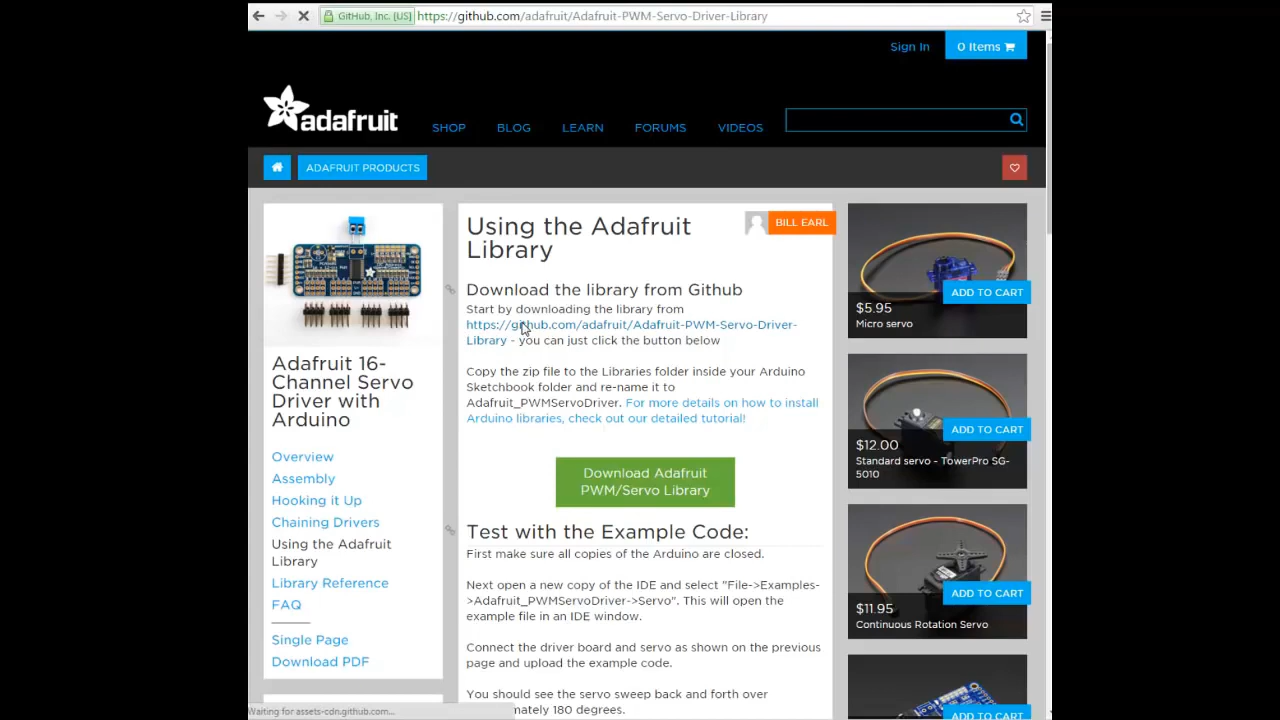 GitHub, Inc. [US]
https://github.com/adafruit/Adafruit-PWM-Servo-Driver-Library
Sign In
0 Items
adafruit
SHOP
BLOG
LEARN
FORUMS
VIDEOS
ADAFRUIT PRODUCTS
Adafruit 16-
Channel Servo
Driver with
Arduino
Overview
Assembly
Hooking it Up
Chaining Drivers
Using the Adafruit
Library
Library Reference
FAQ
Single Page
Download PDF
Using the Adafruit
Library
BILL EARL
Download the library from Github
Start by downloading the library from
https://github.com/adafruit/Adafruit-PWM-Servo-Driver-
Library - you can just click the button below
Copy the zip file to the Libraries folder inside your Arduino
Sketchbook folder and re-name it to
Adafruit_PWMServoDriver. For more details on how to install
Arduino libraries, check out our detailed tutorial!
Download Adafruit
PWM/Servo Library
Test with the Example Code:
First make sure all copies of the Arduino are closed.
Next open a new copy of the IDE and select "File->Examples-
>Adafruit_PWMServoDriver->Servo". This will open the
example file in an IDE window.
Connect the driver board and servo as shown on the previous
page and upload the example code.
You should see the servo sweep back and forth over
mately 180 degrees.
ADD TO CART
$5.95
Micro servo
ADD TO CART
$12.00
Standard servo - TowerPro SG-
5010
ADD TO CART
$11.95
Continuous Rotation Servo
ADD TO CART
Waiting for assets-cdn.github.com...